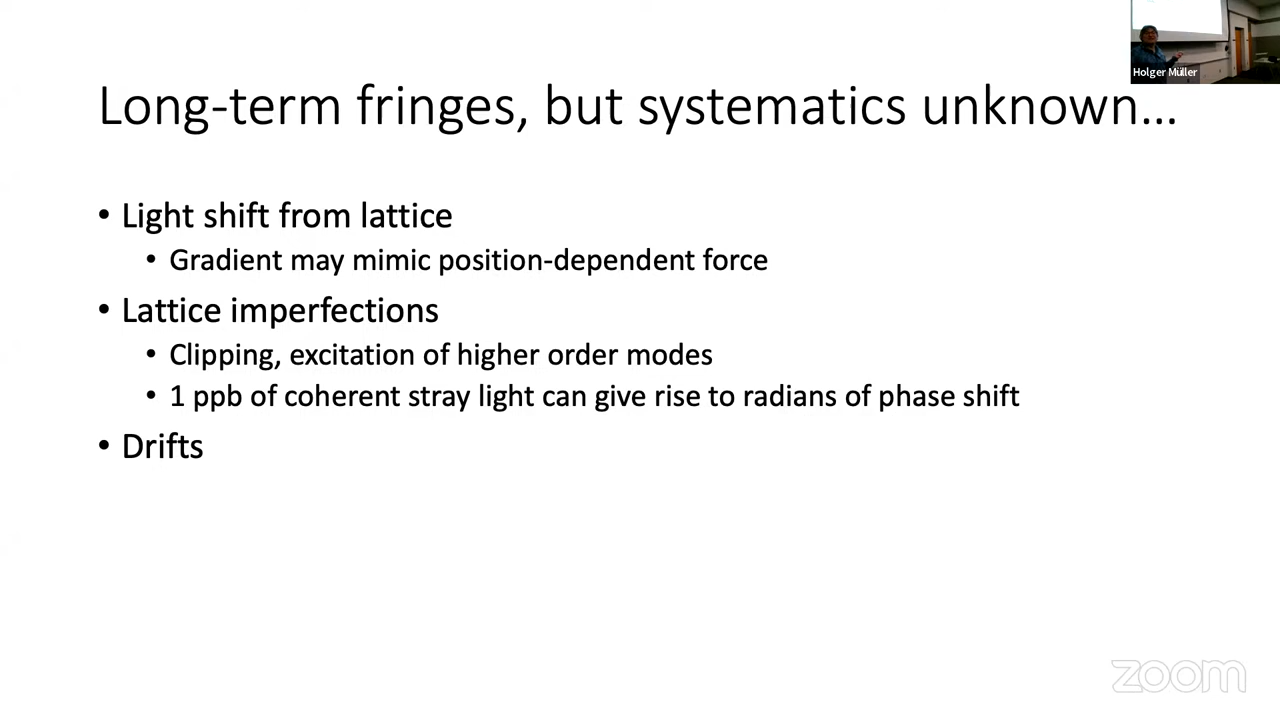 Holger Müller
Long-term fringes, but systematics unknown...
• Light shift from lattice
• Gradient may mimic position-dependent force
• Lattice imperfections
• Clipping, excitation of higher order modes
• 1 ppb of coherent stray light can give rise to radians of phase shift
• Drifts
zoom